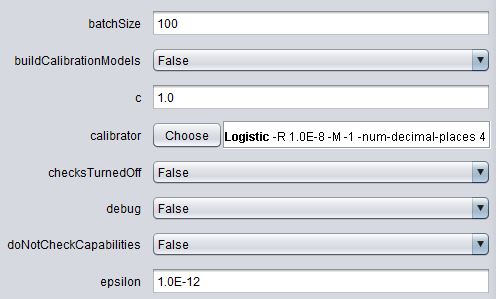 batchSize 100
buildCalibrationModels False
c 1.0
calibrator Choose Logistic -R 1.0E-8 -M -1 -num-decimal-places 4
checksTurnedOff False
debug False
doNotCheckCapabilities False
epsilon 1.0E-12